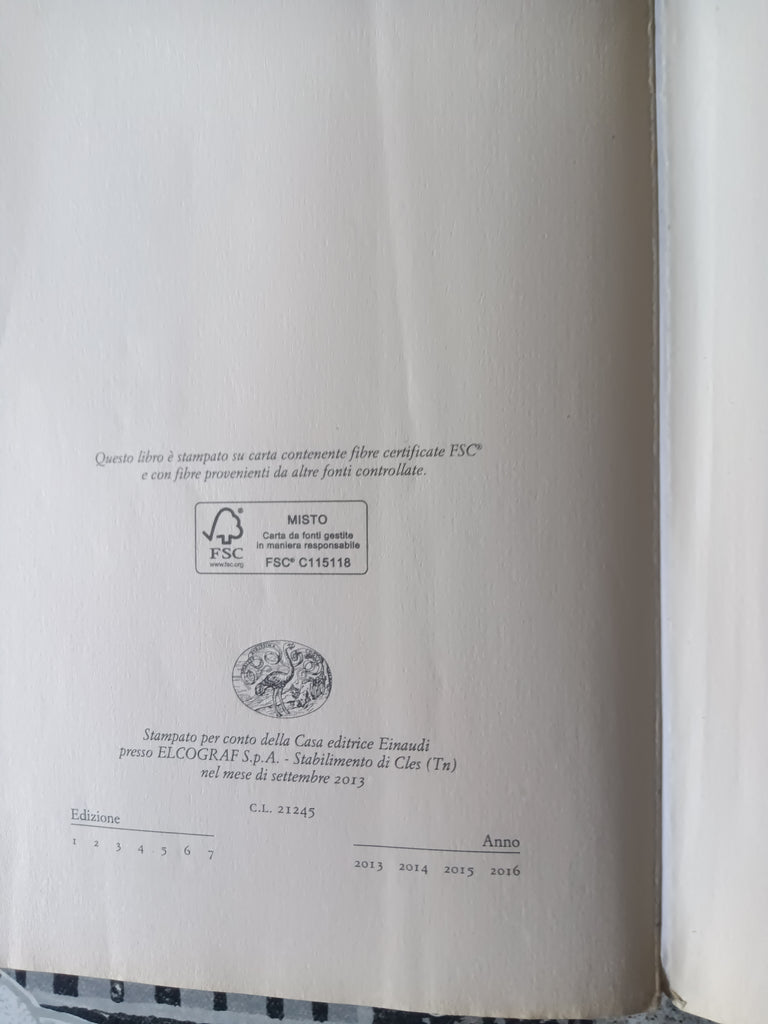 Questo libro è stampato su carta contenente fibre certificate FSC®
e con fibre provenienti da altre fonti controllate.
FSC
www.fsc.org
MISTO
Carta da fonti gestite
in maniera responsabile
FSC® C115118
Stampato per conto della Casa editrice Einaudi
presso ELCOGRAF S.p.A. - Stabilimento di Cles (Tn)
nel mese di settembre 2013
C.L. 21245
Edizione
1 2 3 4 5 6 7
Anno
2013 2014 2015 2016